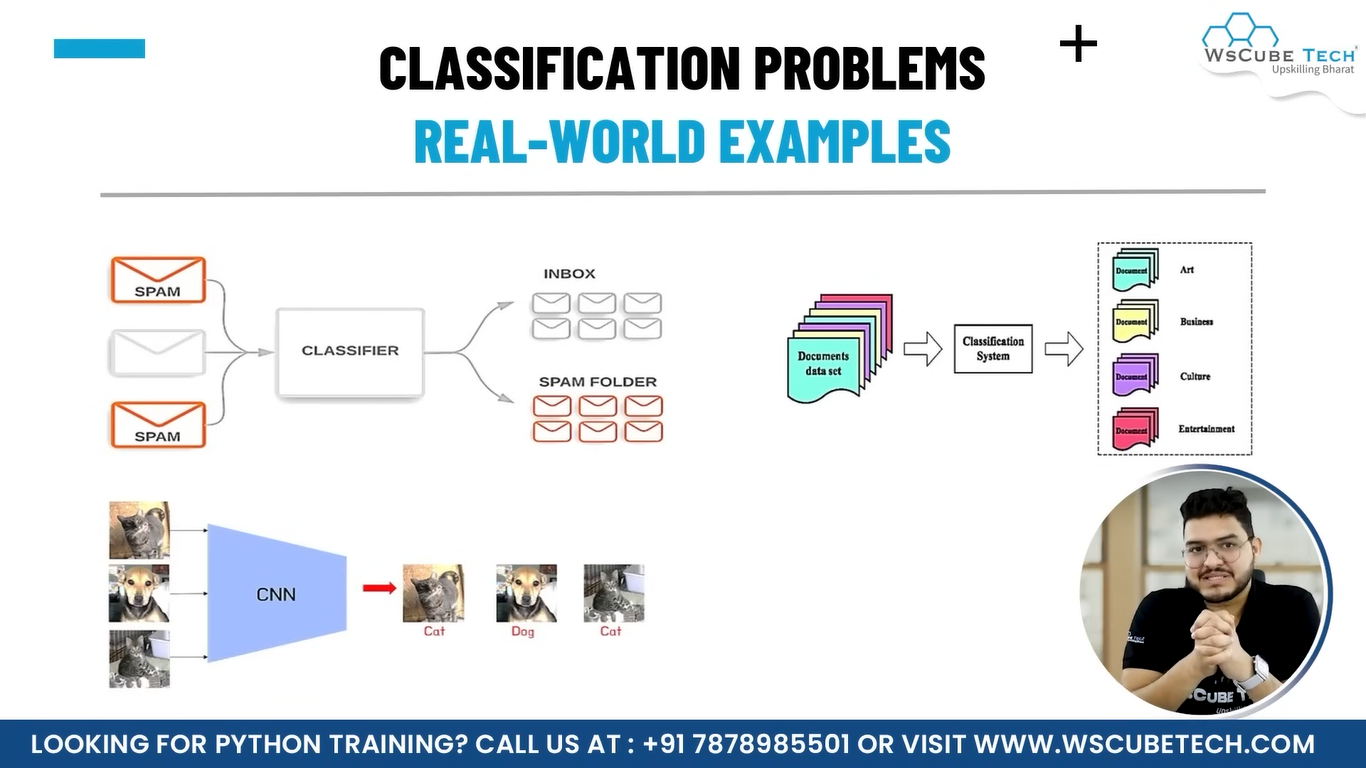 CLASSIFICATION PROBLEMS
REAL-WORLD EXAMPLES
WSCUBE TECH
Upskilling Bharat
SPAM
SPAM
CLASSIFIER
INBOX
SPAM FOLDER
Documents
data set
Classification
System
Document
Art
Document
Business
Document
Culture
Document
Entertainment
CNN
Cat
Dog
Cat
LOOKING FOR PYTHON TRAINING? CALL US AT : +91 7878985501 OR VISIT WWW.WSCUBETECH.COM